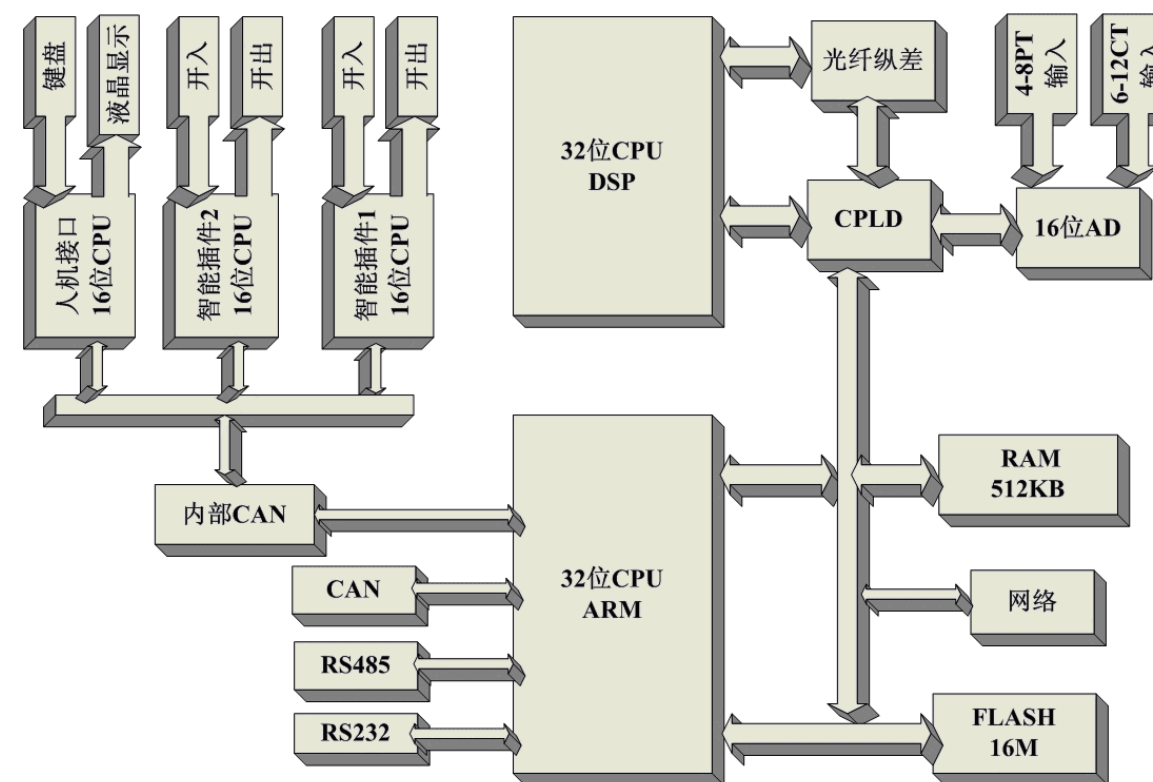 键盘
液晶显示
开入
开出
开入
开出
人机接口
16位CPU
智能插件2
16位CPU
智能插件1
16位CPU
32位CPU
DSP
光纤纵差
4-8PT
输入
6-12CT
输入
CPLD
16位AD
内部CAN
CAN
RS485
RS232
32位CPU
ARM
RAM
512KB
网络
FLASH
16M